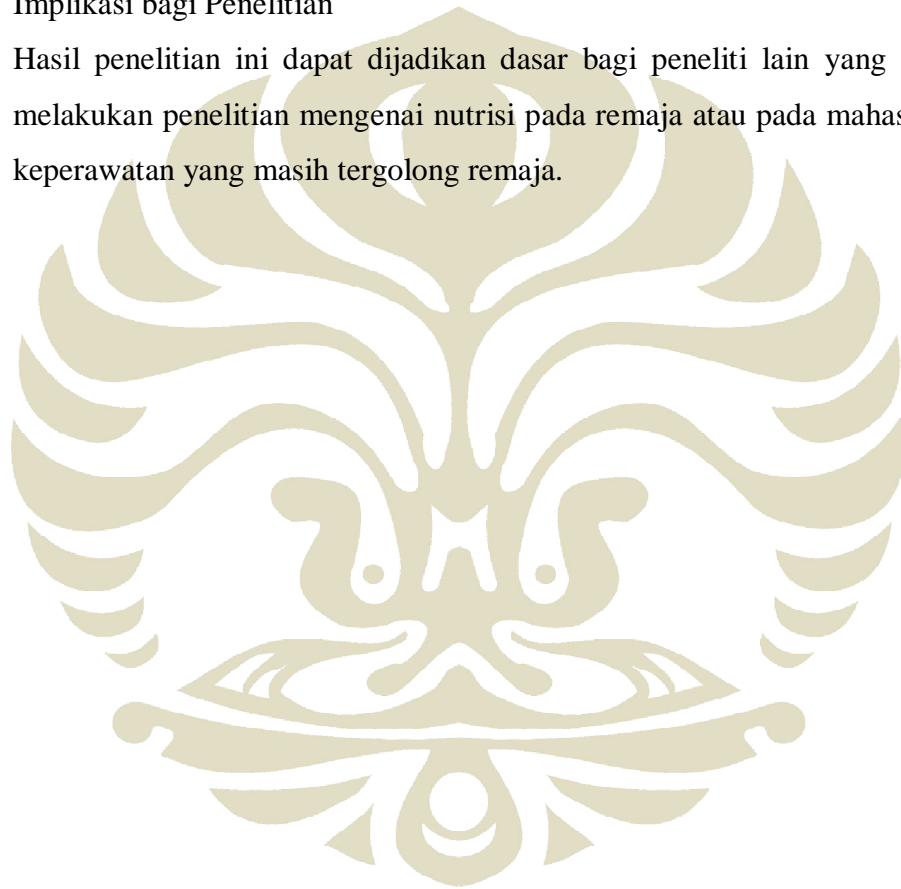 Implikasi bagi Penelitian
Hasil penelitian ini dapat dijadikan dasar bagi peneliti lain yang
melakukan penelitian mengenai nutrisi pada remaja atau pada mahas
keperawatan yang masih tergolong remaja.